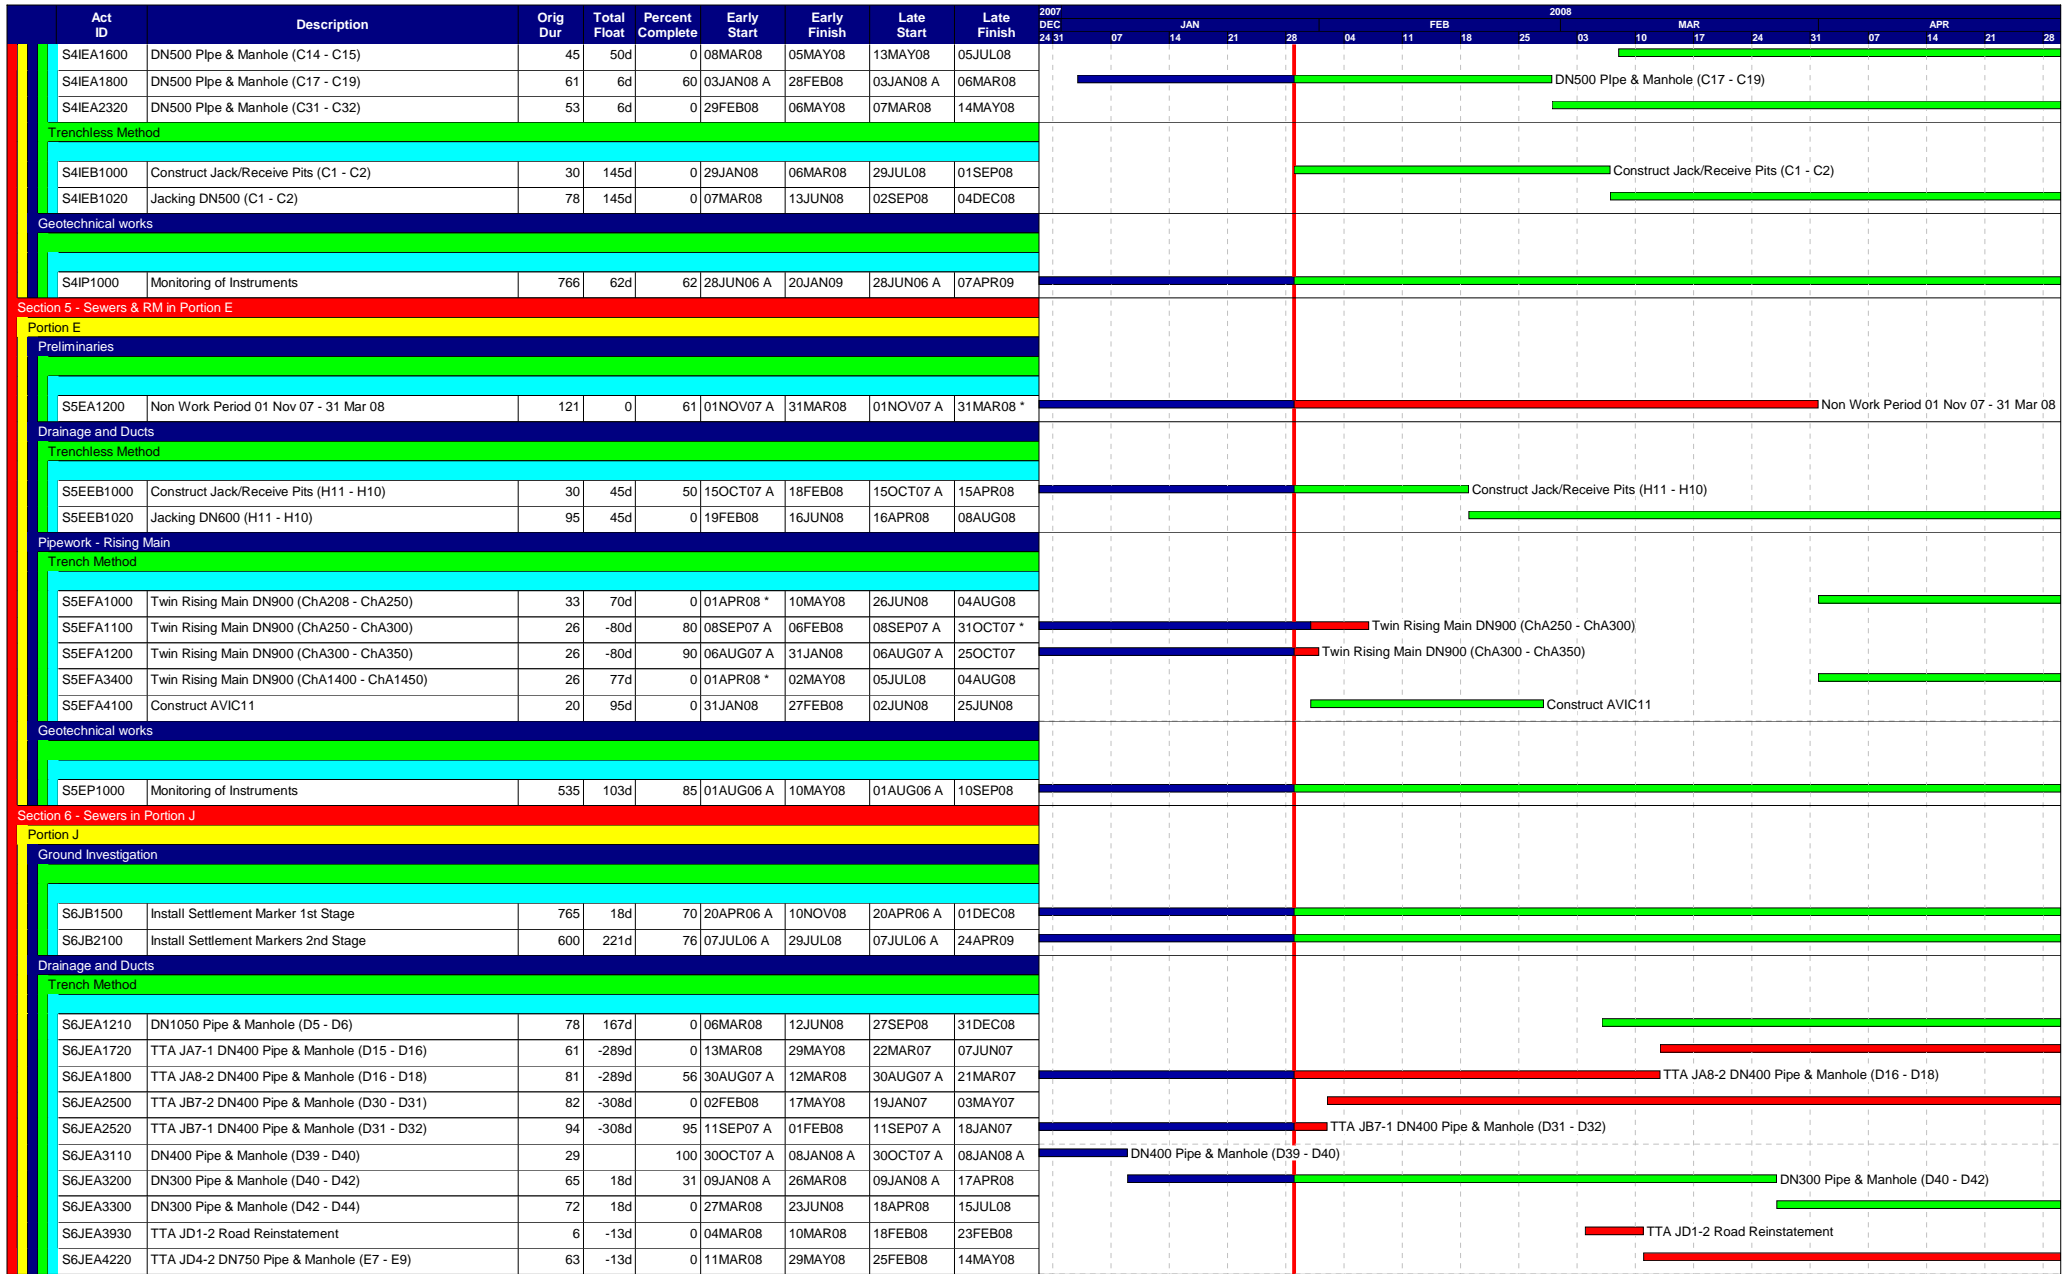 Act ID Description Orig Dur Total Float Percent Complete Early Start Early Finish Late Start Late Finish
2007 2008
DEC JAN FEB MAR APR
24 31 07 14 21 28 04 11 18 25 03 10 17 24 31 07 14 21 28
S4IEA1600 DN500 PIpe & Manhole (C14 - C15) 45 50d 0 08MAR08 05MAY08 13MAY08 05JUL08
S4IEA1800 DN500 PIpe & Manhole (C17 - C19) 61 6d 60 03JAN08 A 28FEB08 03JAN08 A 06MAR08 DN500 PIpe & Manhole (C17 - C19)
S4IEA2320 DN500 PIpe & Manhole (C31 - C32) 53 6d 0 29FEB08 06MAY08 07MAR08 14MAY08
Trenchless Method
S4IEB1000 Construct Jack/Receive Pits (C1 - C2) 30 145d 0 29JAN08 06MAR08 29JUL08 01SEP08 Construct Jack/Receive Pits (C1 - C2)
S4IEB1020 Jacking DN500 (C1 - C2) 78 145d 0 07MAR08 13JUN08 02SEP08 04DEC08
Geotechnical works
S4IP1000 Monitoring of Instruments 766 62d 62 28JUN06 A 20JAN09 28JUN06 A 07APR09
Section 5 - Sewers & RM in Portion E
Portion E
Preliminaries
S5EA1200 Non Work Period 01 Nov 07 - 31 Mar 08 121 0 61 01NOV07 A 31MAR08 01NOV07 A 31MAR08 * Non Work Period 01 Nov 07 - 31 Mar 08
Drainage and Ducts
Trenchless Method
S5EEB1000 Construct Jack/Receive Pits (H11 - H10) 30 45d 50 15OCT07 A 18FEB08 15OCT07 A 15APR08 Construct Jack/Receive Pits (H11 - H10)
S5EEB1020 Jacking DN600 (H11 - H10) 95 45d 0 19FEB08 16JUN08 16APR08 08AUG08
Pipework - Rising Main
Trench Method
S5EFA1000 Twin Rising Main DN900 (ChA208 - ChA250) 33 70d 0 01APR08 * 10MAY08 26JUN08 04AUG08
S5EFA1100 Twin Rising Main DN900 (ChA250 - ChA300) 26 -80d 80 08SEP07 A 06FEB08 08SEP07 A 31OCT07 * Twin Rising Main DN900 (ChA250 - ChA300)
S5EFA1200 Twin Rising Main DN900 (ChA300 - ChA350) 26 -80d 90 06AUG07 A 31JAN08 06AUG07 A 25OCT07 Twin Rising Main DN900 (ChA300 - ChA350)
S5EFA3400 Twin Rising Main DN900 (ChA1400 - ChA1450) 26 77d 0 01APR08 * 02MAY08 05JUL08 04AUG08
S5EFA4100 Construct AVIC11 20 95d 0 31JAN08 27FEB08 02JUN08 25JUN08 Construct AVIC11
Geotechnical works
S5EP1000 Monitoring of Instruments 535 103d 85 01AUG06 A 10MAY08 01AUG06 A 10SEP08
Section 6 - Sewers in Portion J
Portion J
Ground Investigation
S6JB1500 Install Settlement Marker 1st Stage 765 18d 70 20APR06 A 10NOV08 20APR06 A 01DEC08
S6JB2100 Install Settlement Markers 2nd Stage 600 221d 76 07JUL06 A 29JUL08 07JUL06 A 24APR09
Drainage and Ducts
Trench Method
S6JEA1210 DN1050 Pipe & Manhole (D5 - D6) 78 167d 0 06MAR08 12JUN08 27SEP08 31DEC08
S6JEA1720 TTA JA7-1 DN400 Pipe & Manhole (D15 - D16) 61 -289d 0 13MAR08 29MAY08 22MAR07 07JUN07
S6JEA1800 TTA JA8-2 DN400 Pipe & Manhole (D16 - D18) 81 -289d 56 30AUG07 A 12MAR08 30AUG07 A 21MAR07 TTA JA8-2 DN400 Pipe & Manhole (D16 - D18)
S6JEA2500 TTA JB7-2 DN400 Pipe & Manhole (D30 - D31) 82 -308d 0 02FEB08 17MAY08 19JAN07 03MAY07
S6JEA2520 TTA JB7-1 DN400 Pipe & Manhole (D31 - D32) 94 -308d 95 11SEP07 A 01FEB08 11SEP07 A 18JAN07 TTA JB7-1 DN400 Pipe & Manhole (D31 - D32)
S6JEA3110 DN400 Pipe & Manhole (D39 - D40) 29 100 30OCT07 A 08JAN08 A 30OCT07 A 08JAN08 A DN400 Pipe & Manhole (D39 - D40)
S6JEA3200 DN300 Pipe & Manhole (D40 - D42) 65 18d 31 09JAN08 A 26MAR08 09JAN08 A 17APR08 DN300 Pipe & Manhole (D40 - D42)
S6JEA3300 DN300 Pipe & Manhole (D42 - D44) 72 18d 0 27MAR08 23JUN08 18APR08 15JUL08
S6JEA3930 TTA JD1-2 Road Reinstatement 6 -13d 0 04MAR08 10MAR08 18FEB08 23FEB08 TTA JD1-2 Road Reinstatement
S6JEA4220 TTA JD4-2 DN750 Pipe & Manhole (E7 - E9) 63 -13d 0 11MAR08 29MAY08 25FEB08 14MAY08